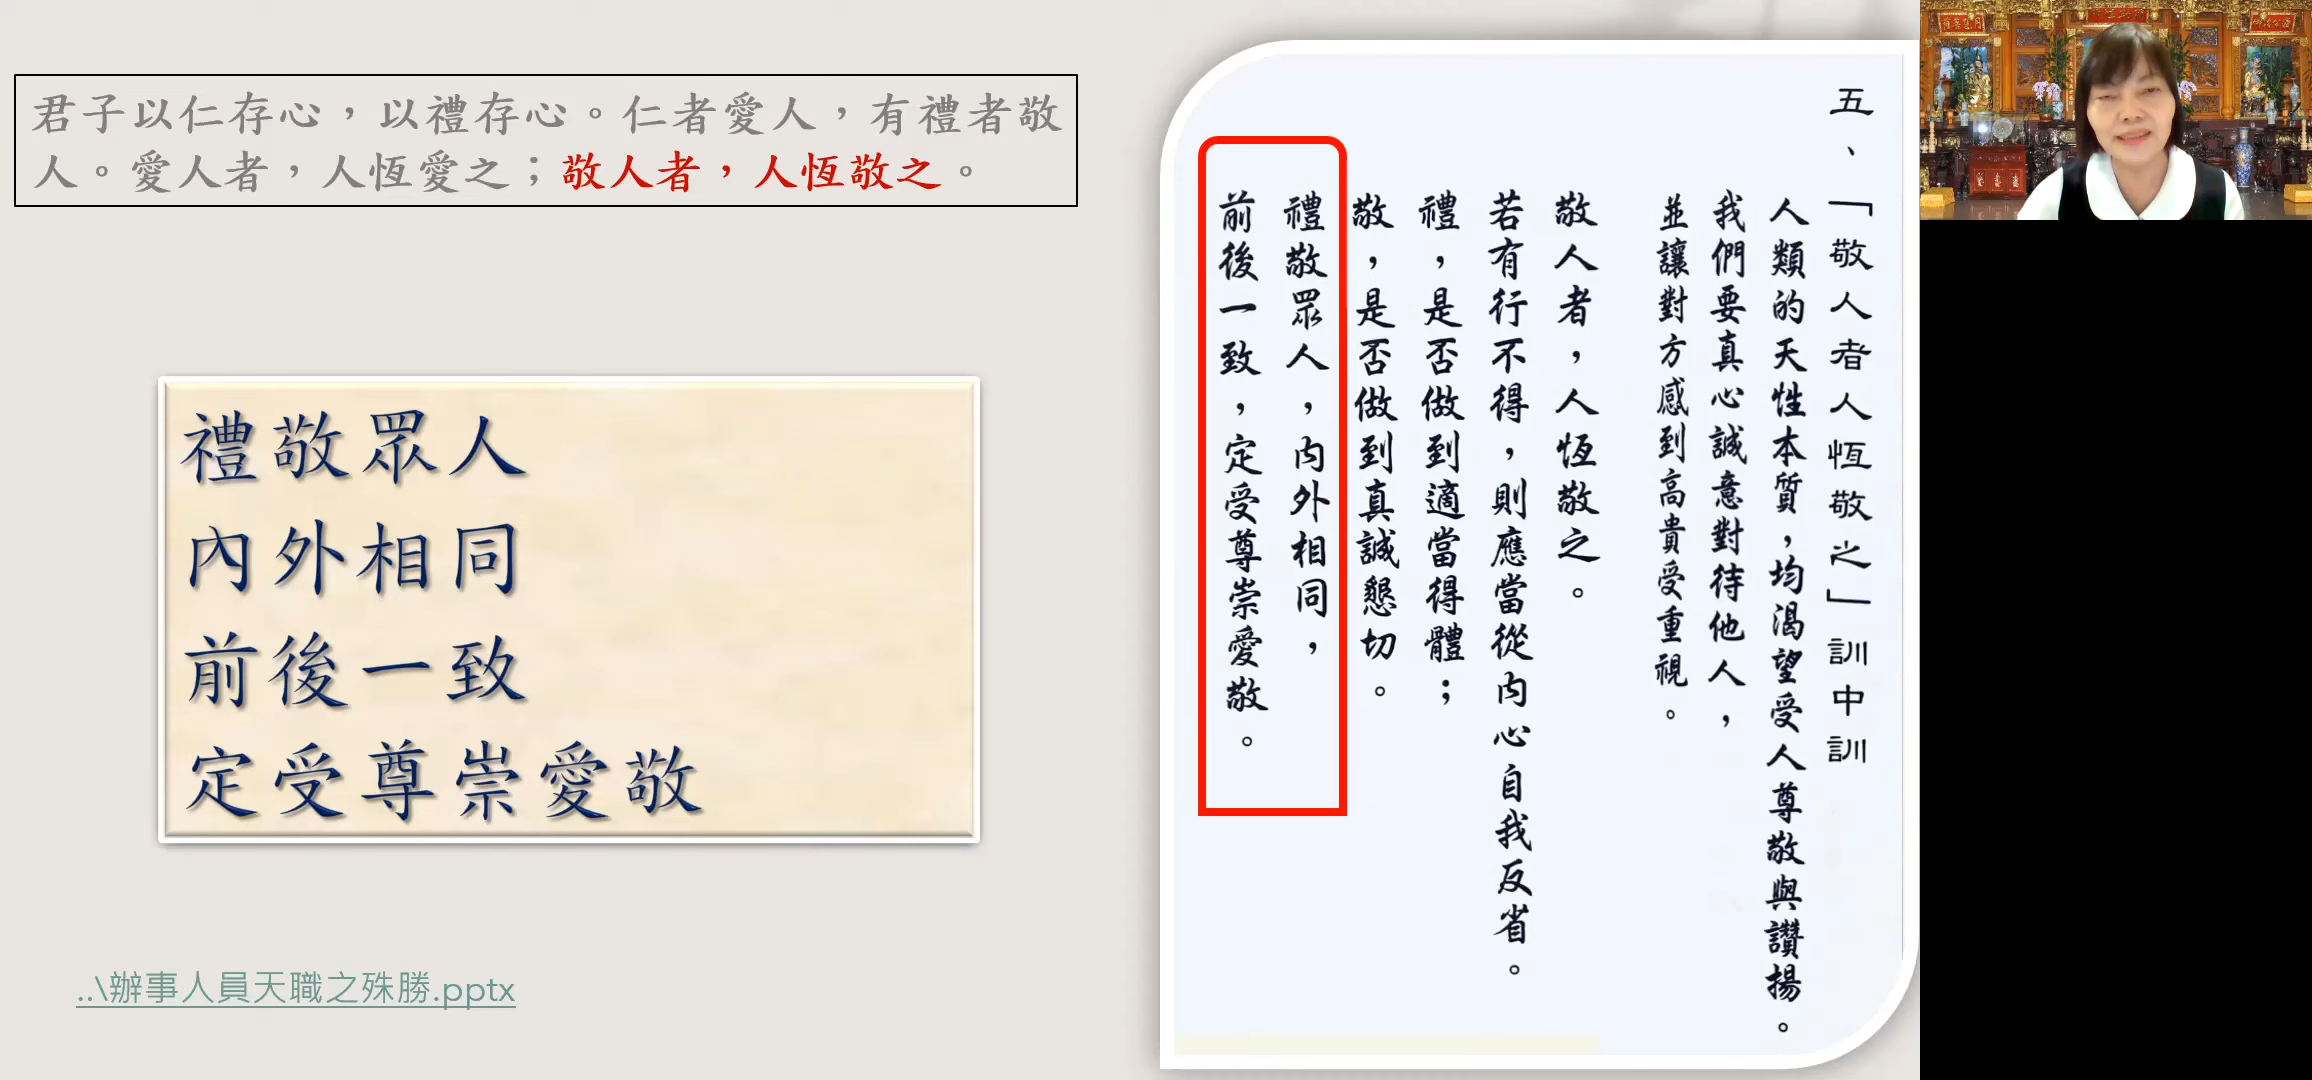 君子以仁存心，以禮存心。仁者愛人，有禮者敬
人。愛人者，人恆愛之；敬人者，人恆敬之。
禮敬眾人
內外相同
前後一致
定受尊崇愛敬
..\辦事人員天職之殊勝.pptx
五、「敬人者人恆敬之」訓中訓
人類的天性本質，均渴望受人尊敬與讚揚。
我們要真心誠意對待他人，
並讓對方感到高貴受重視。
敬人者，人恆敬之。
若有行不得，則應當從內心自我反省。
禮，是否做到適當得體；
敬，是否做到真誠懇切。
禮敬眾人，內外相同，
前後一致，定受尊崇愛敬。